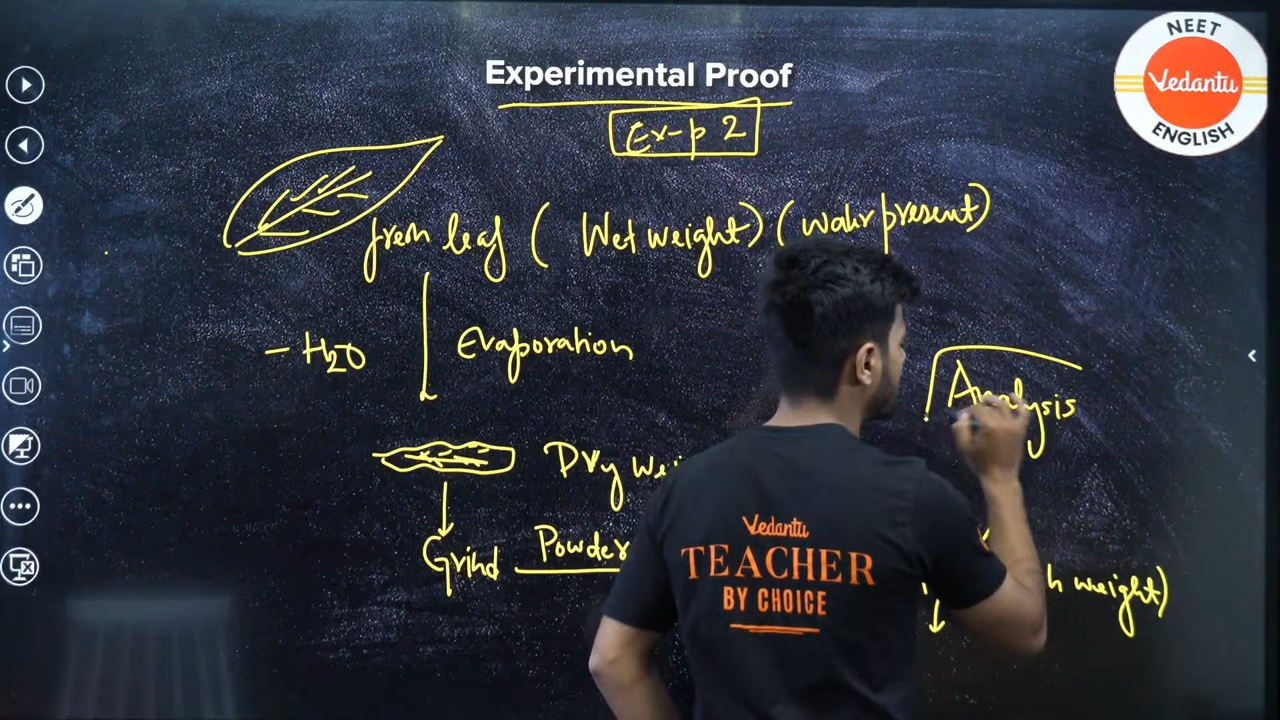 NEET
Vedantu
ENGLISH
Experimental Proof
Ex-p 2
fresh leaf ( Wet weight) (water present)
- H2O
Evaporation
Analysis
Dry
Grind
Powder
weight)
Vedantu
TEACHER
BY CHOICE